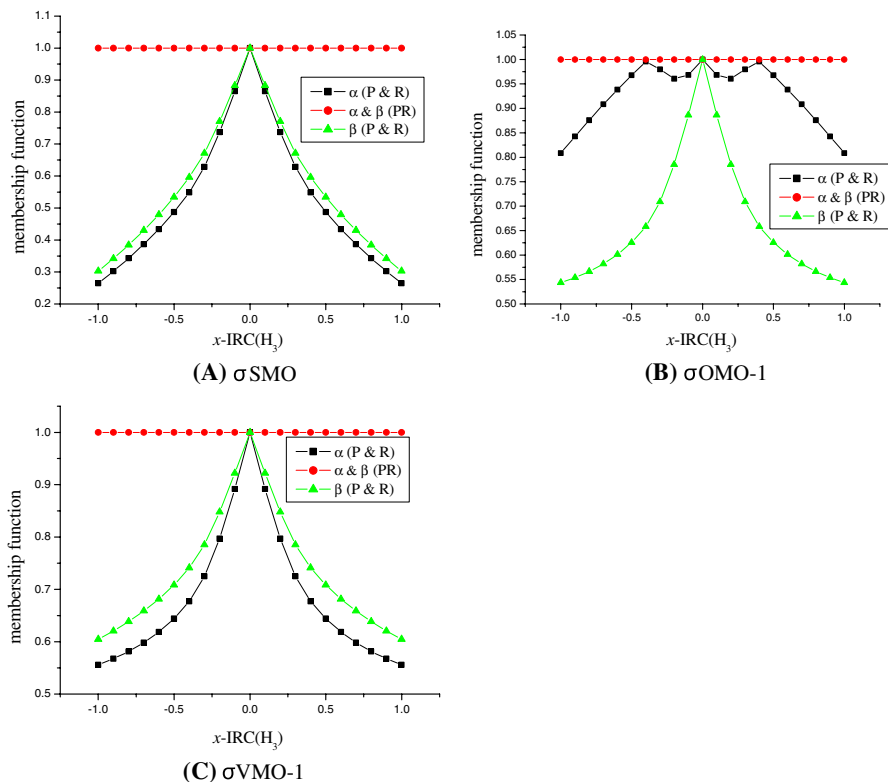 1.1
1.0
0.9
0.8
0.7
0.6
0.5
0.4
0.3
0.2
membership function
α (P & R)
α & β (PR)
β (P & R)
-1.0 -0.5 0.0 0.5 1.0
x-IRC(H3)
(A) σSMO
1.05
1.00
0.95
0.90
0.85
0.80
0.75
0.70
0.65
0.60
0.55
0.50
membership function
α (P & R)
α & β (PR)
β (P & R)
-1.0 -0.5 0.0 0.5 1.0
x-IRC(H3)
(B) σOMO-1
1.0
0.9
0.8
0.7
0.6
0.5
membership function
α (P & R)
α & β (PR)
β (P & R)
-1.0 -0.5 0.0 0.5 1.0
x-IRC(H3)
(C) σVMO-1